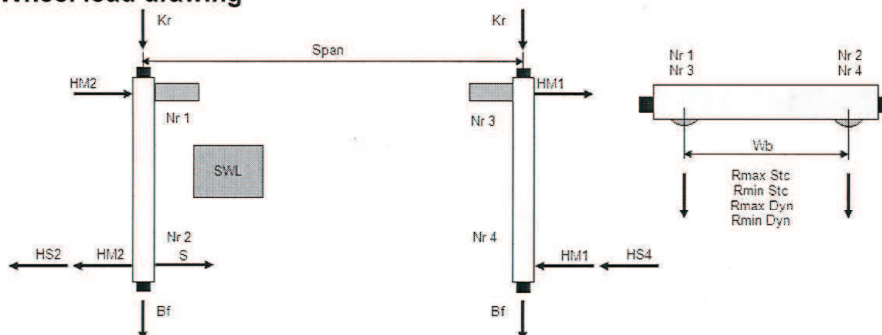 Wheel load drawing
Kr
Kr
Span
HM2
HM1
Nr 1
Nr 3
Nr 2
Nr 4
Nr 1
Nr 3
SWL
Wb
Rmax Stc
Rmin Stc
Rmax Dyn
Rmin Dyn
Nr 2
Nr 4
HS2
HM2
S
HM1
HS4
Bf
Bf